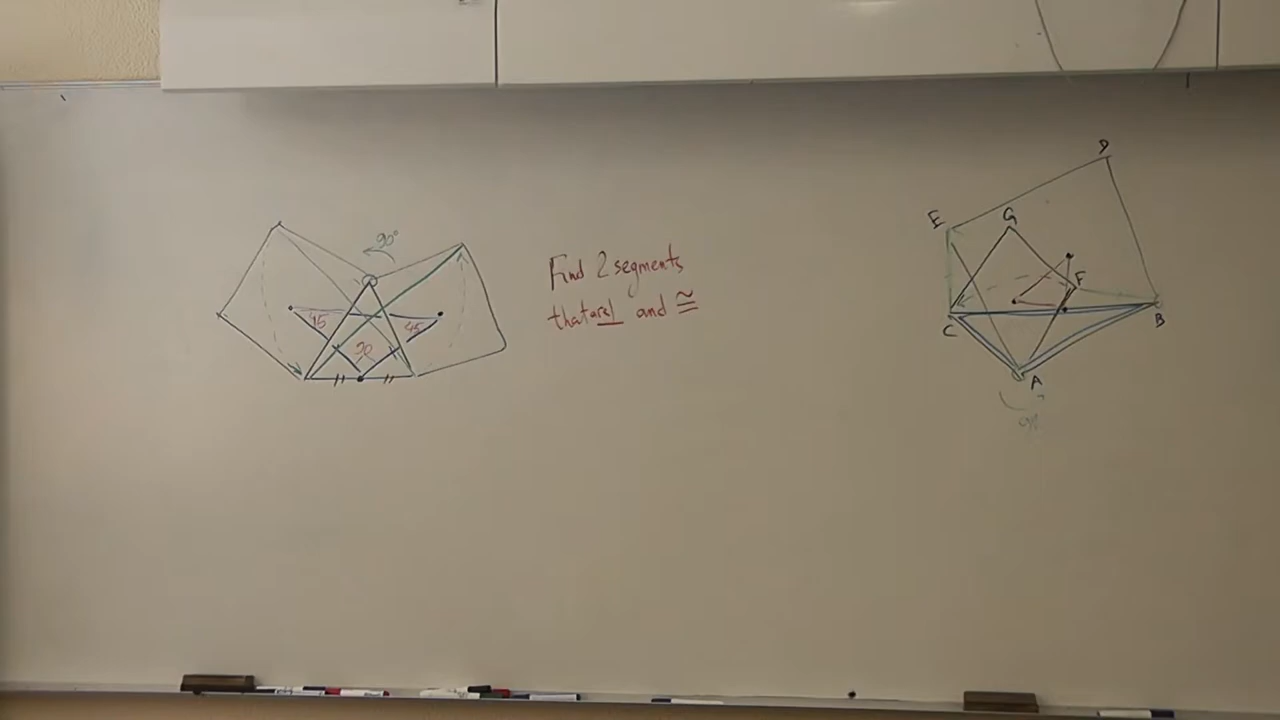 90°
45
45
90
Find 2 segments
that are ⊥ and ≅
D
E
G
F
C
B
A